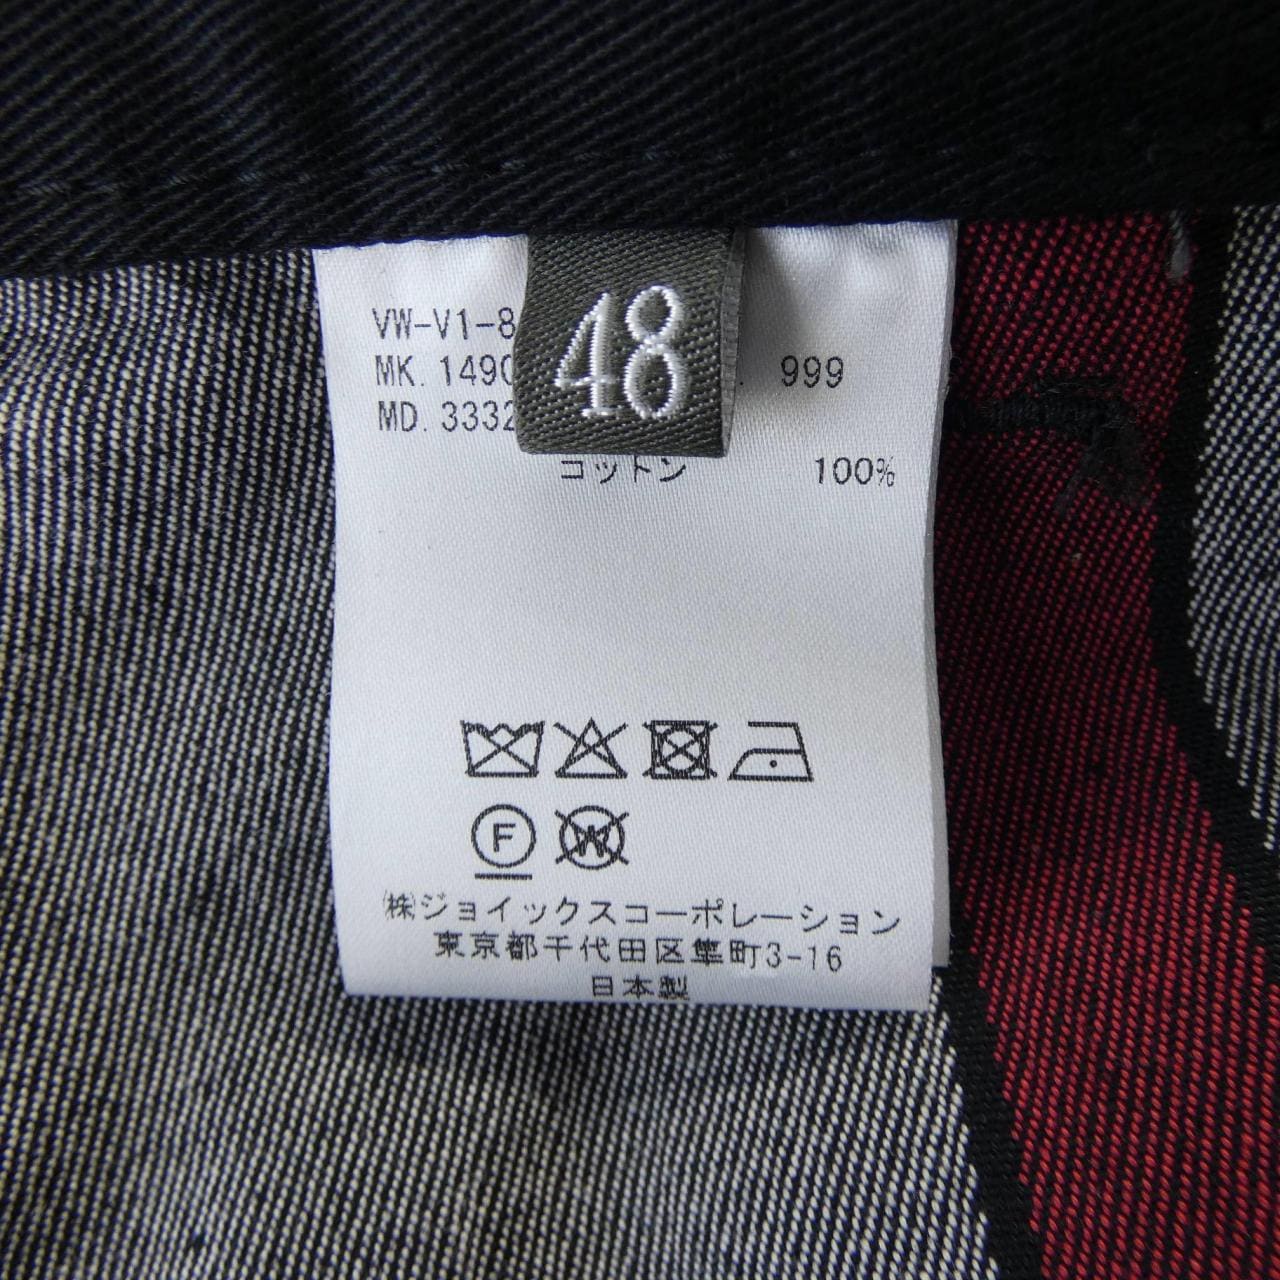 48
VW-V1-8
MK. 1490 . 999
MD. 3332
コットン 100%
F
W
㈱ジョイックスコーポレーション
東京都千代田区隼町3-16
日本製